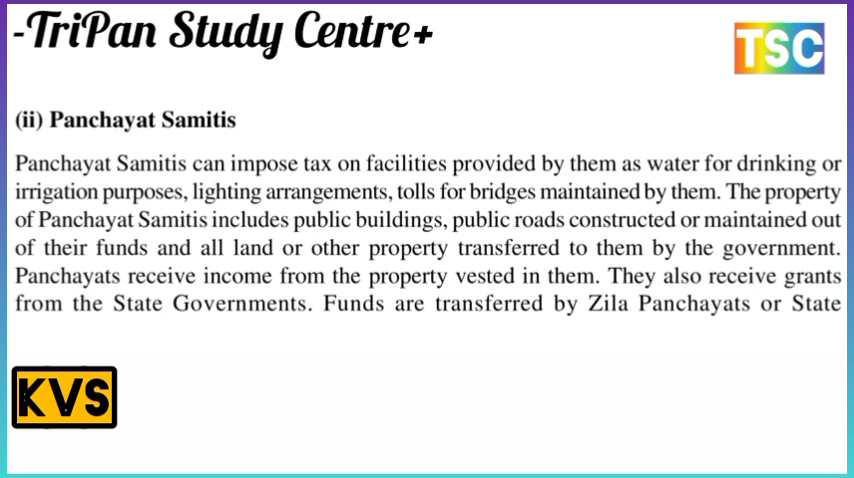 -TriPan Study Centre+
TSC
(ii) Panchayat Samitis
Panchayat Samitis can impose tax on facilities provided by them as water for drinking or
irrigation purposes, lighting arrangements, tolls for bridges maintained by them. The property
of Panchayat Samitis includes public buildings, public roads constructed or maintained out
of their funds and all land or other property transferred to them by the government.
Panchayats receive income from the property vested in them. They also receive grants
from the State Governments. Funds are transferred by Zila Panchayats or State
KVS